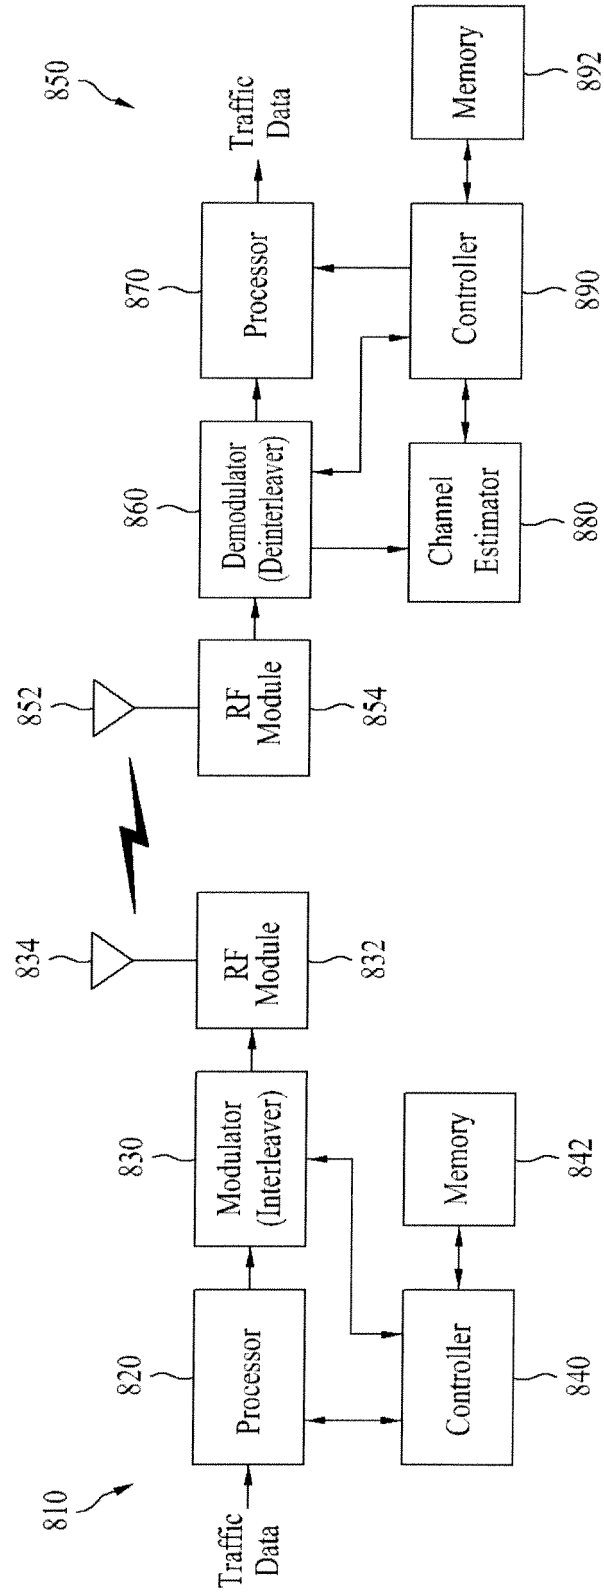 810
Traffic
Data
820
Processor
830
Modulator
(Interleaver)
834
RF
Module
832
840
Controller
842
Memory
850
852
RF
Module
854
860
Demodulator
(Deinterleaver)
870
Processor
Traffic
Data
880
Channel
Estimator
890
Controller
892
Memory